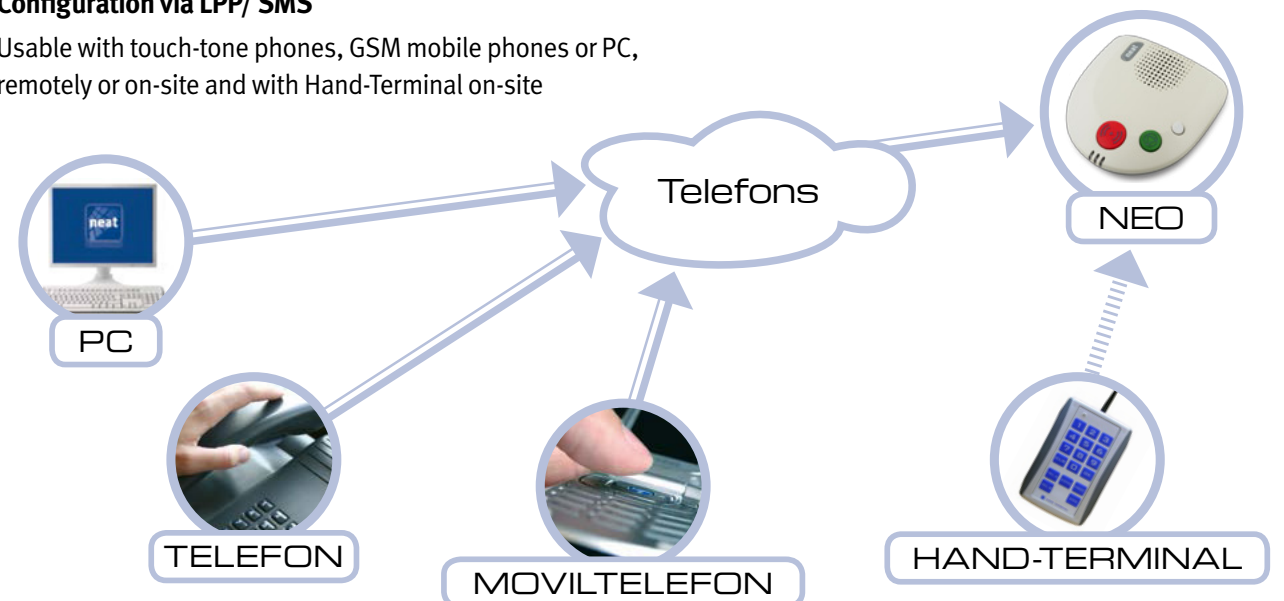 Configuration via LPP/ SMS
Usable with touch-tone phones, GSM mobile phones or PC,
remotely or on-site and with Hand-Terminal on-site
Telefons
neat
NEO
neat
PC
TELEFON
MOVILTELEFON
HAND-TERMINAL